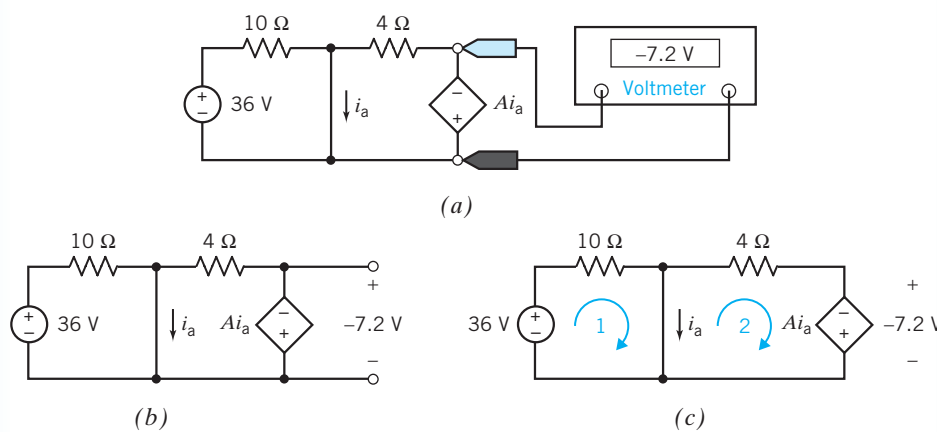 10 Ω 4 Ω
−7.2 V
Voltmeter
+
−
36 V
i_a
−
+
Ai_a
(a)
10 Ω 4 Ω
+
−
36 V
i_a
Ai_a
−
+
+
−7.2 V
−
(b)
10 Ω 4 Ω
36 V
+
−
1
i_a
2
Ai_a
−
+
+
−7.2 V
−
(c)